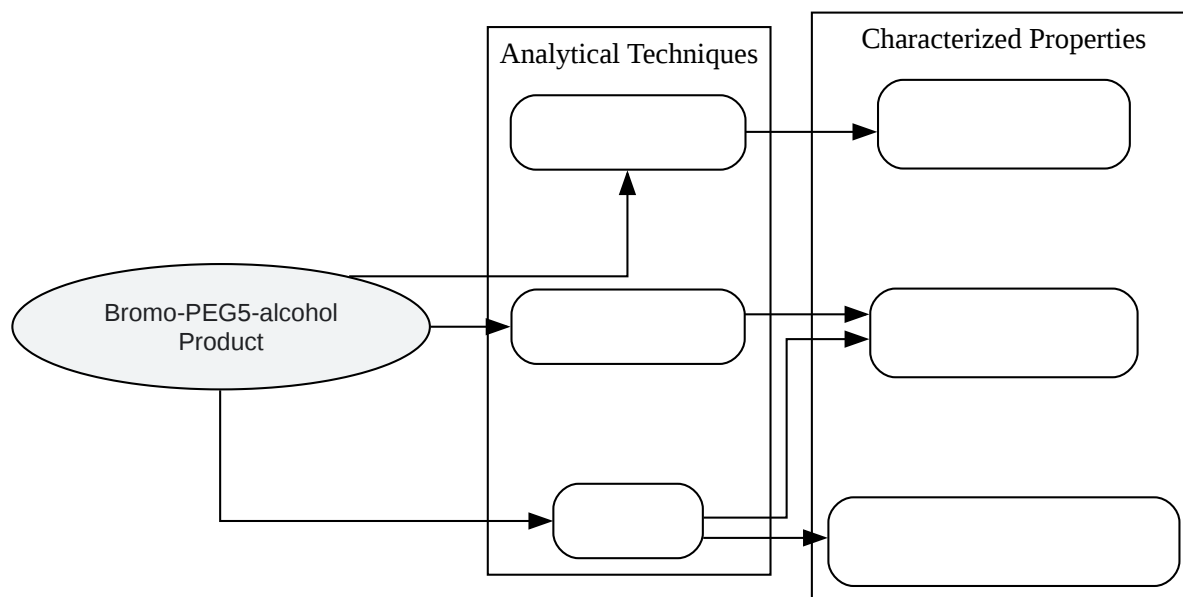 Analytical Techniques
Characterized Properties
Bromo-PEG5-alcohol
Product